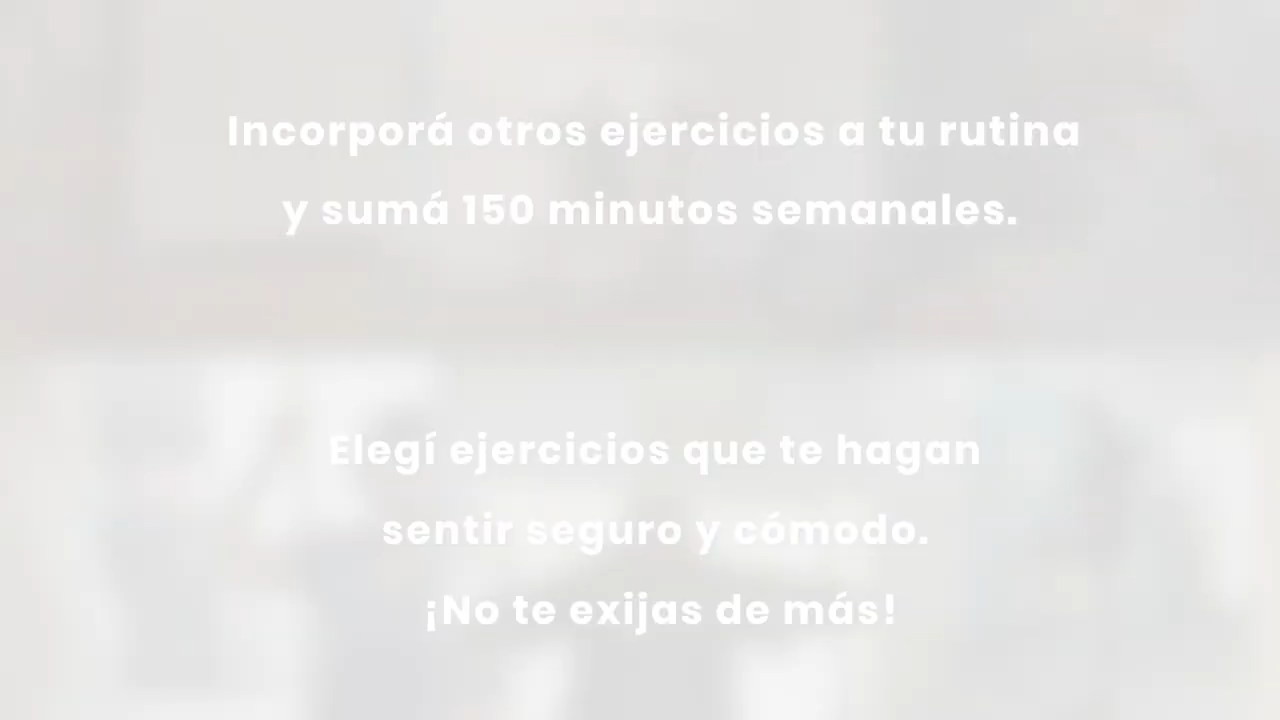 Incorporá otros ejercicios a tu rutina
y sumá 150 minutos semanales.
Elegí ejercicios que te hagan
sentir seguro y cómodo.
¡No te exijas de más!